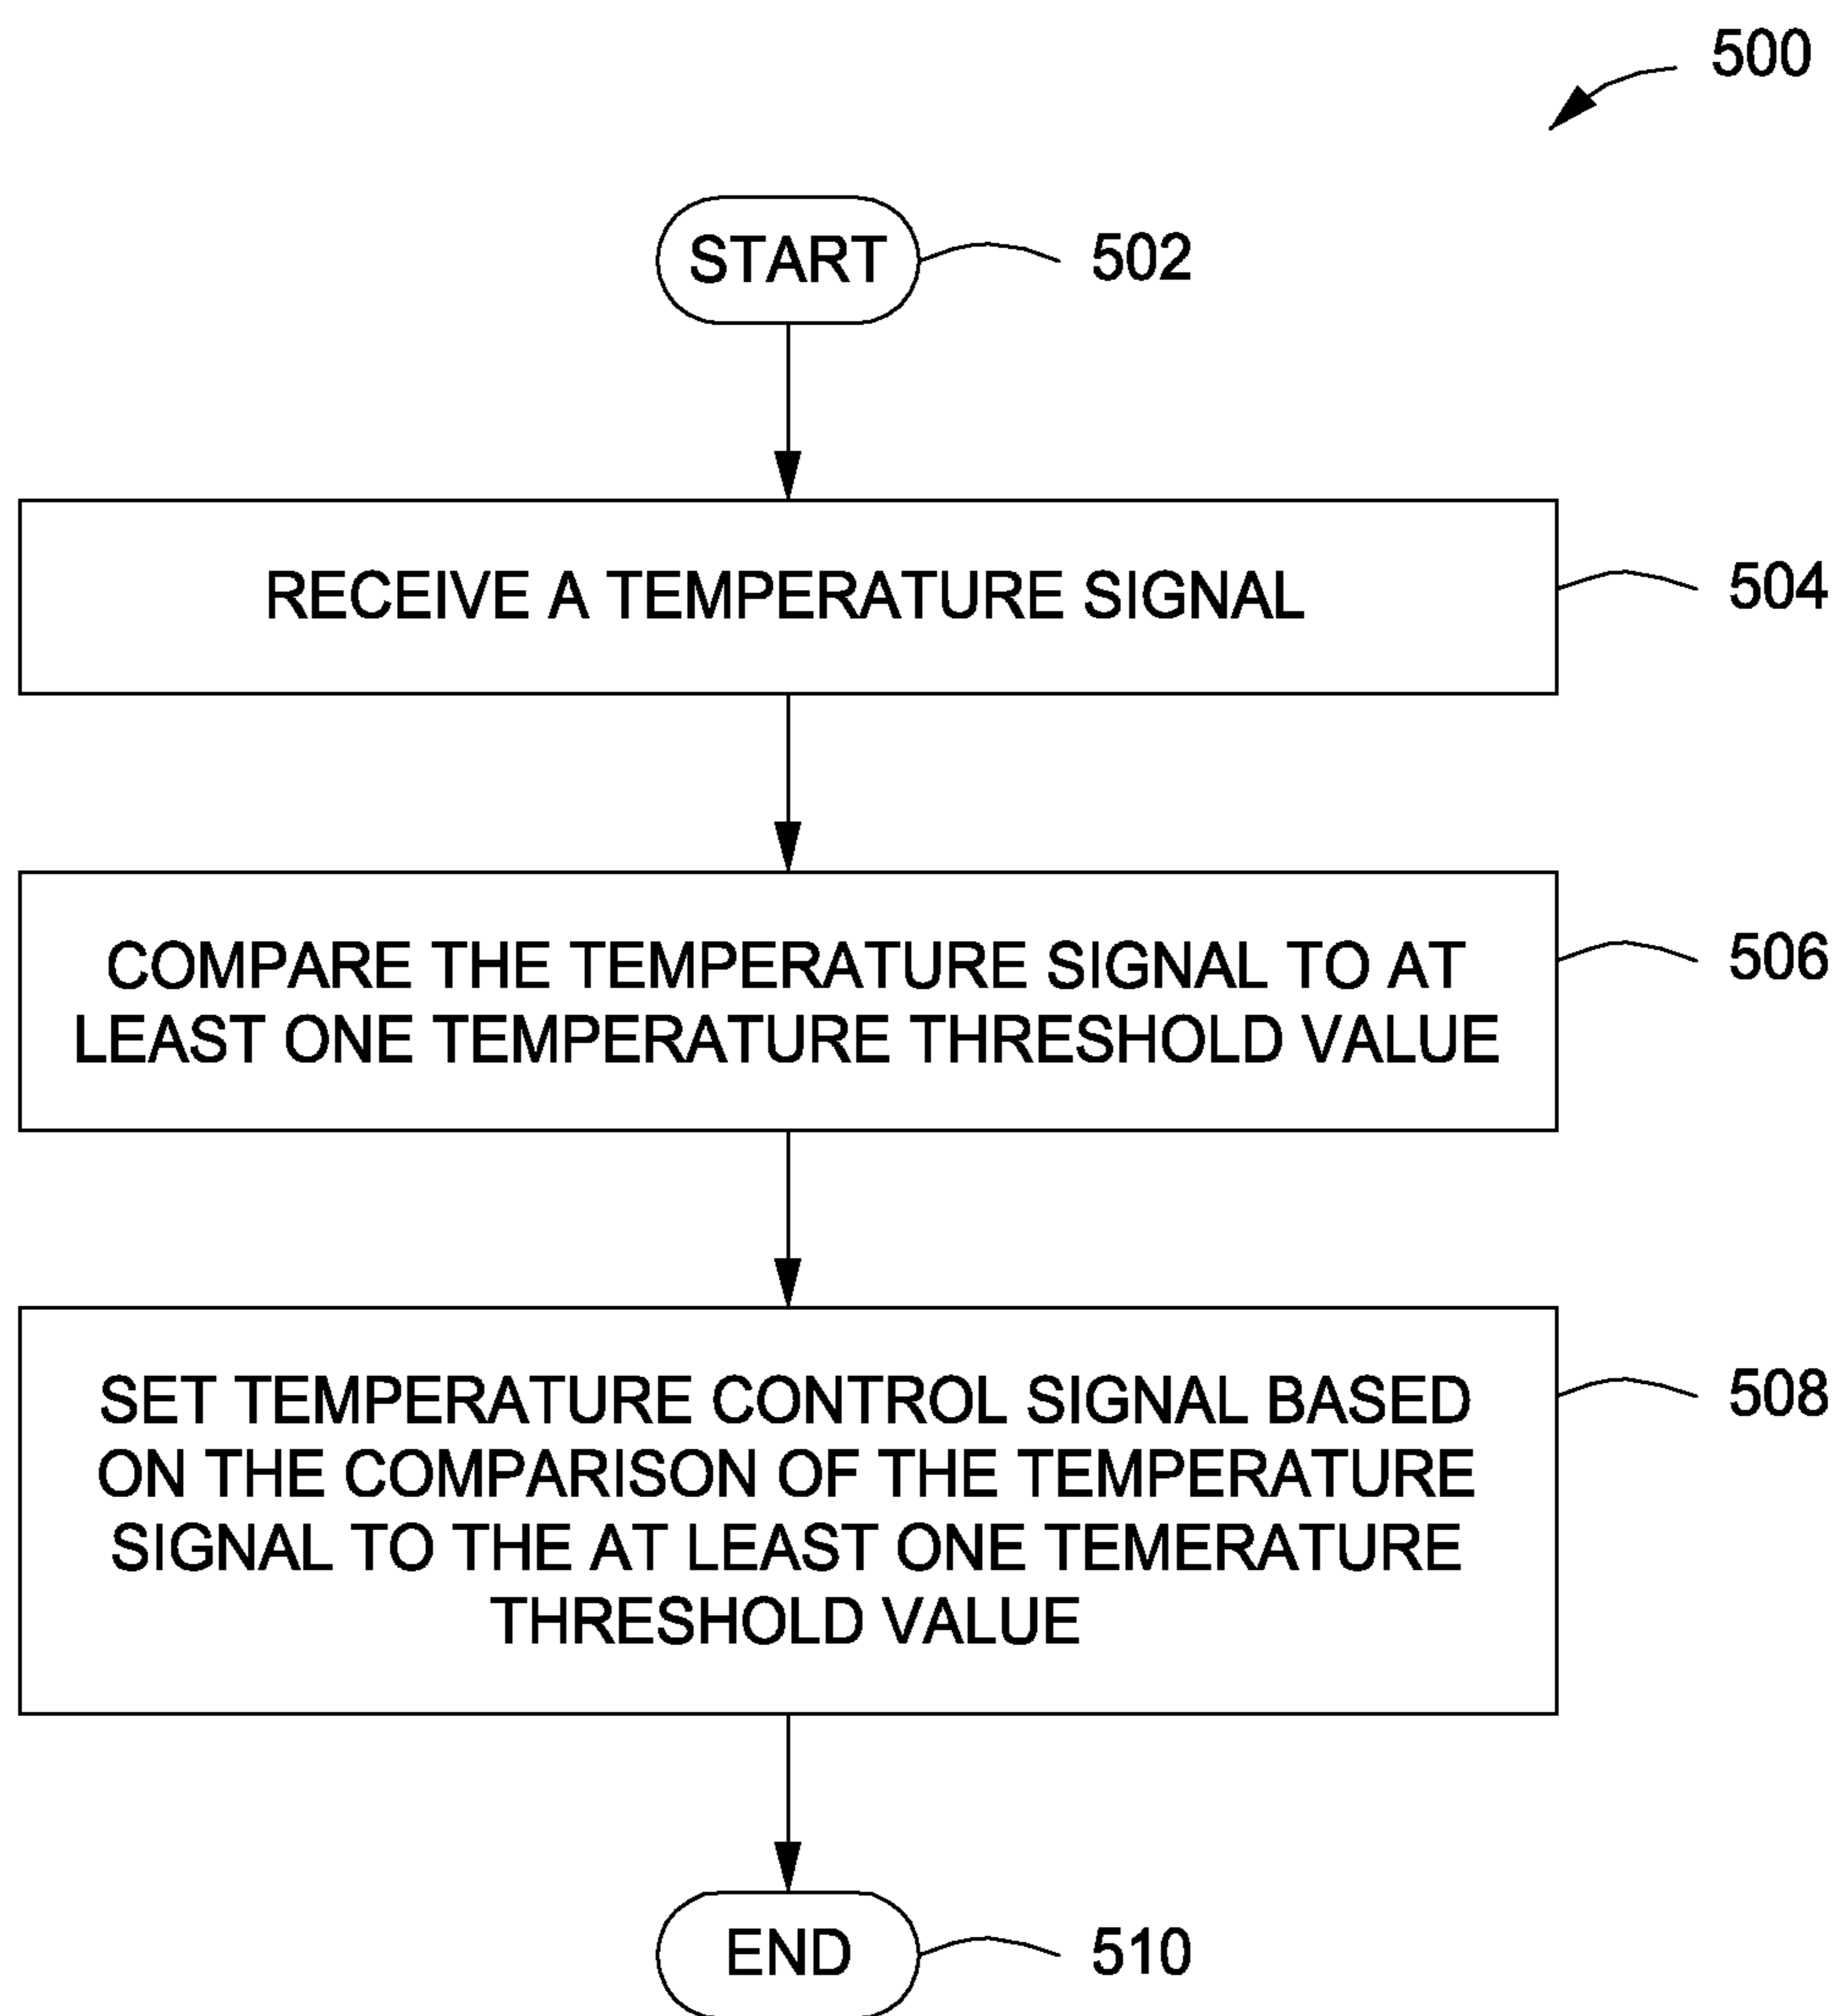 500
START
502
RECEIVE A TEMPERATURE SIGNAL
504
COMPARE THE TEMPERATURE SIGNAL TO AT
LEAST ONE TEMPERATURE THRESHOLD VALUE
506
SET TEMPERATURE CONTROL SIGNAL BASED
ON THE COMPARISON OF THE TEMPERATURE
SIGNAL TO THE AT LEAST ONE TEMERATURE
THRESHOLD VALUE
508
END
510